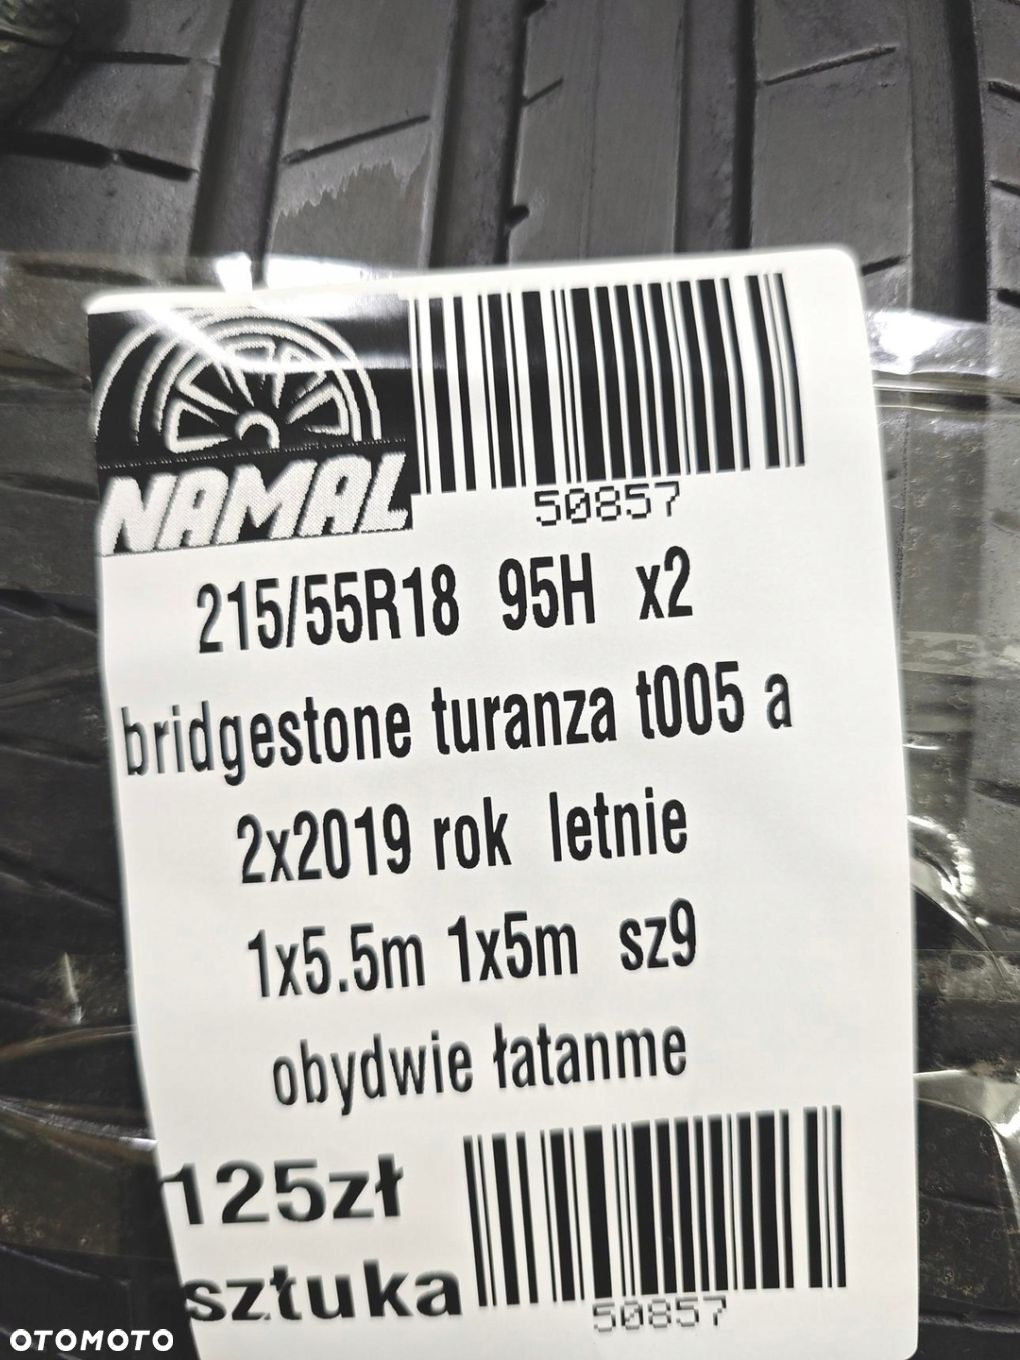 NAMAL
50857
215/55R18 95H x2
bridgestone turanza t005 a
2x2019 rok letnie
1x5.5m 1x5m sz9
obydwie łatanme
125zł
sztuka
50857
OTOMOTO